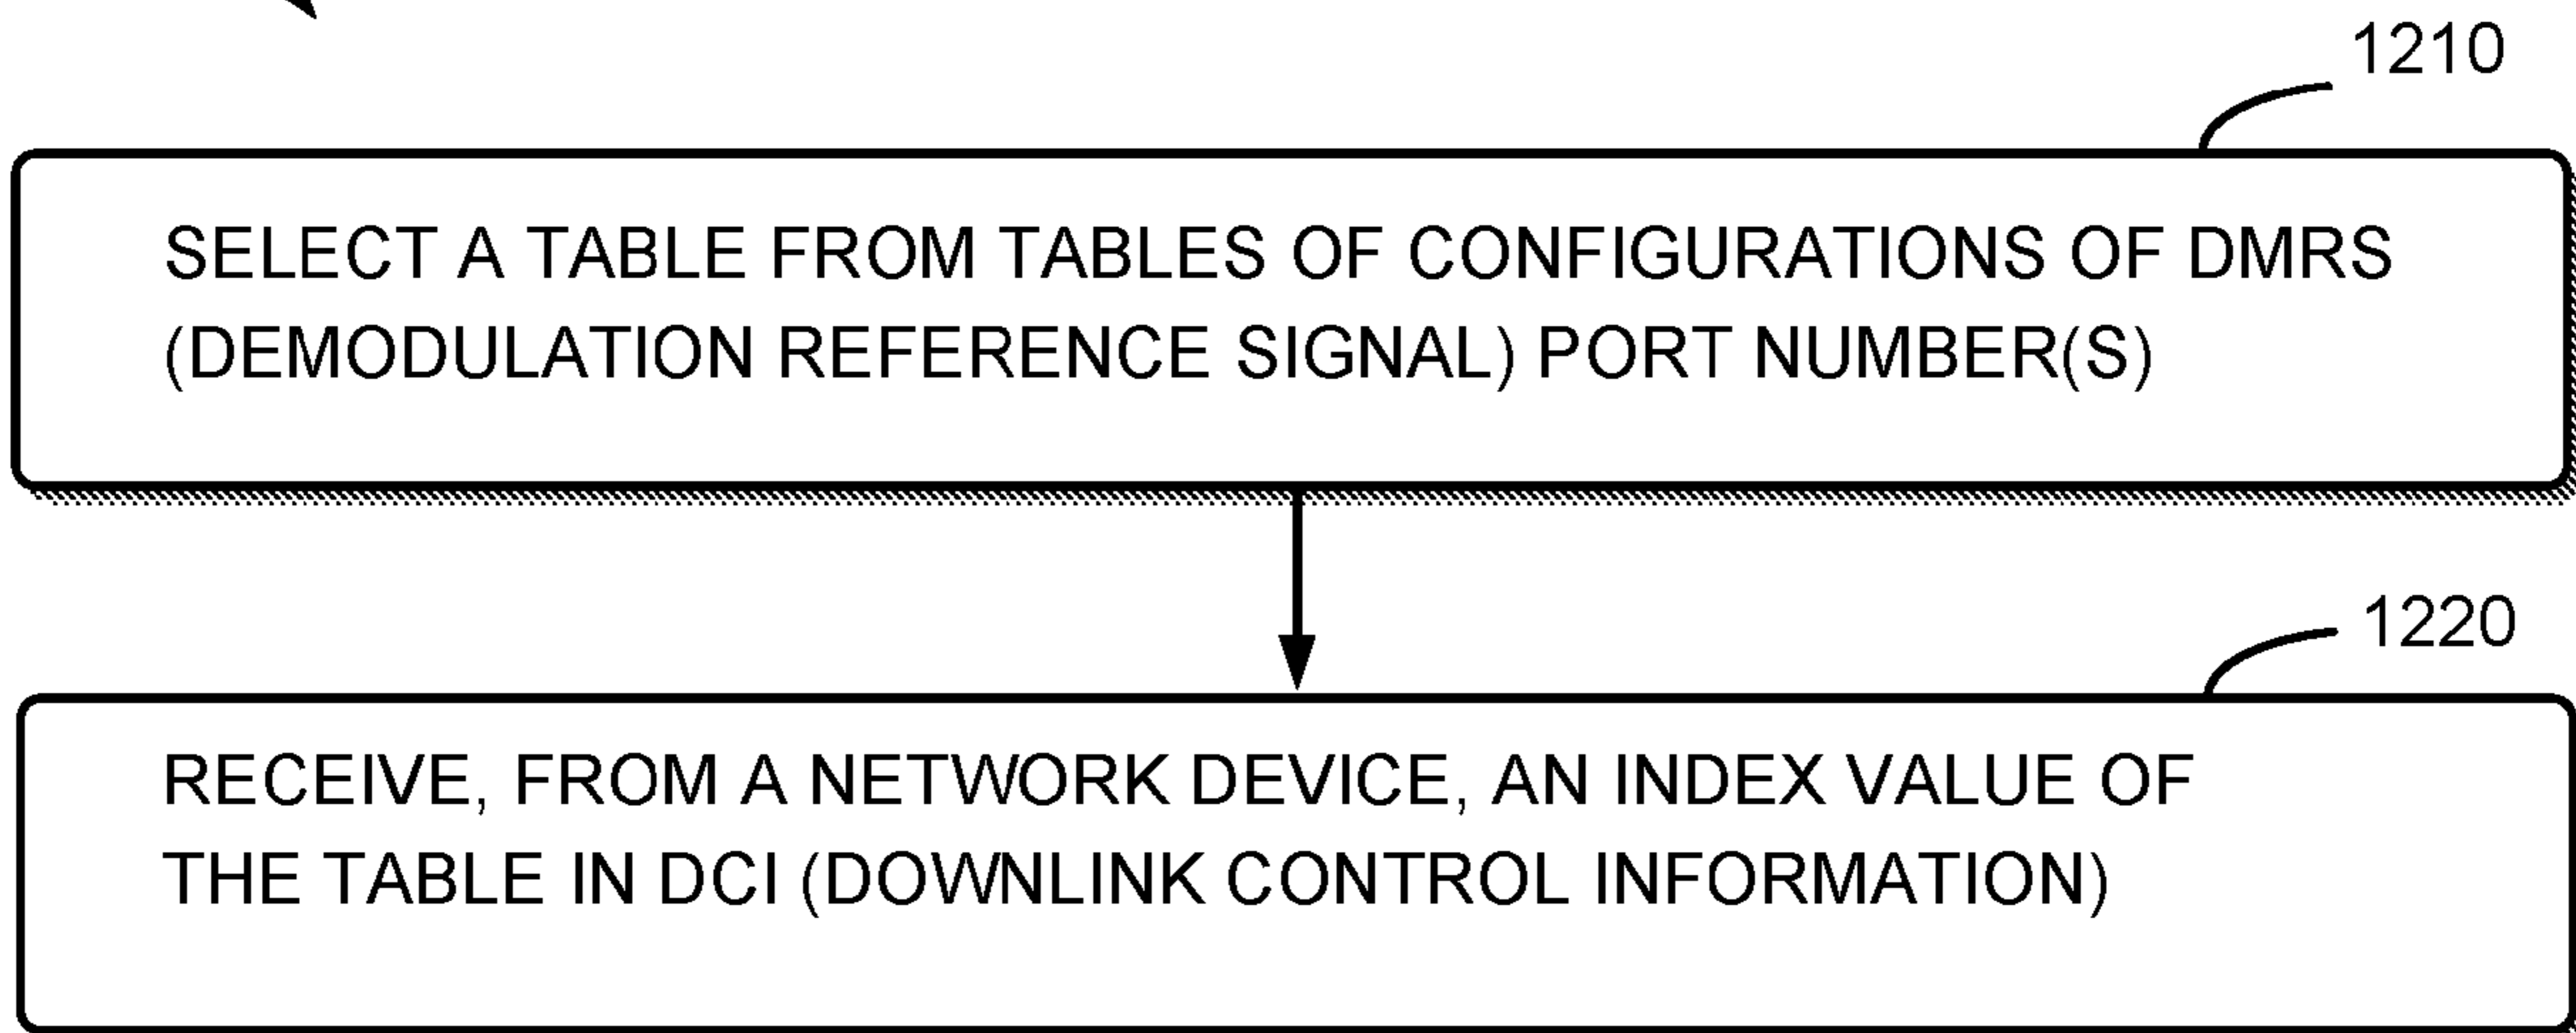 1210
SELECT A TABLE FROM TABLES OF CONFIGURATIONS OF DMRS
(DEMODULATION REFERENCE SIGNAL) PORT NUMBER(S)
1220
RECEIVE, FROM A NETWORK DEVICE, AN INDEX VALUE OF
THE TABLE IN DCI (DOWNLINK CONTROL INFORMATION)